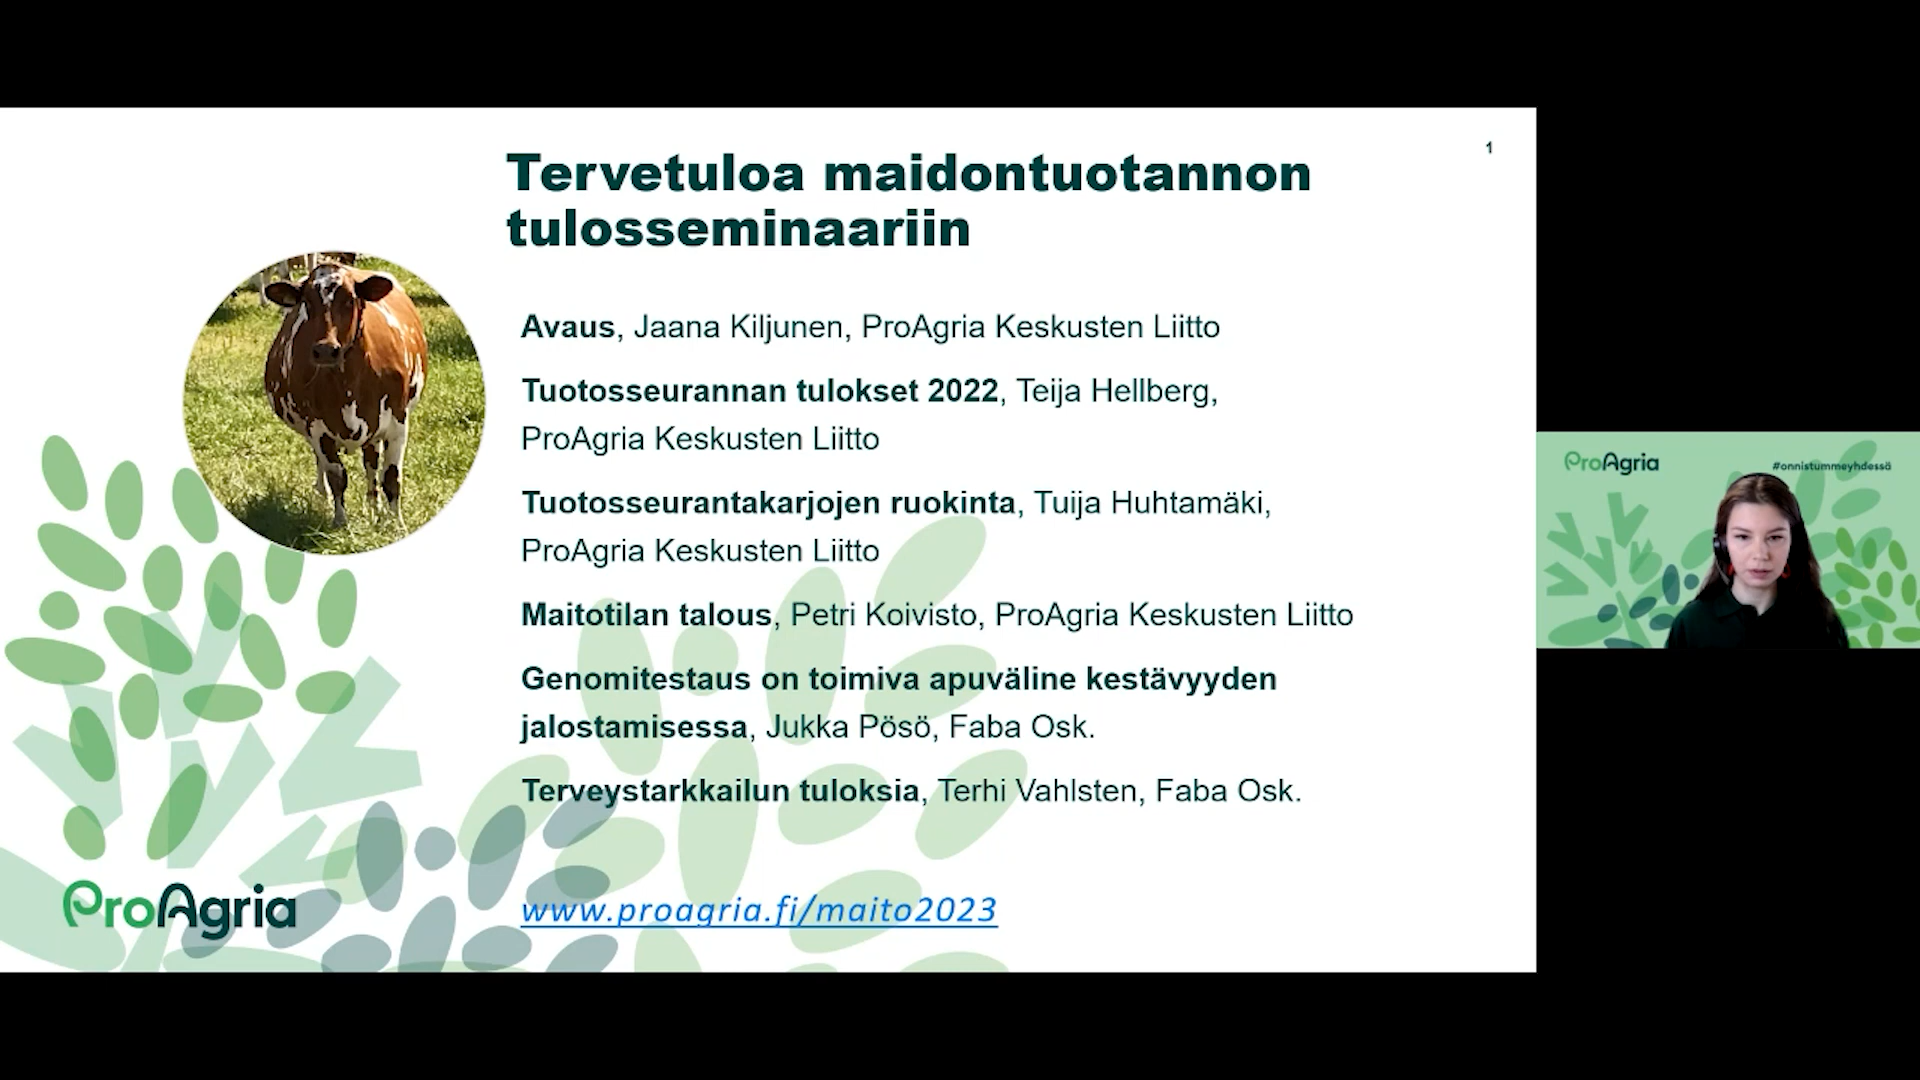 1
Tervetuloa maidontuotannon
tulosseminaariin
Avaus, Jaana Kiljunen, ProAgria Keskusten Liitto
Tuotosseurannan tulokset 2022, Teija Hellberg,
ProAgria Keskusten Liitto
Tuotosseurantakarjojen ruokinta, Tuija Huhtamäki,
ProAgria Keskusten Liitto
Maitotilan talous, Petri Koivisto, ProAgria Keskusten Liitto
Genomitestaus on toimiva apuväline kestävyyden
jalostamisessa, Jukka Pösö, Faba Osk.
Terveystarkkailun tuloksia, Terhi Vahlsten, Faba Osk.
www.proagria.fi/maito2023
ProAgria
ProAgria
#onnistummeyhdessä